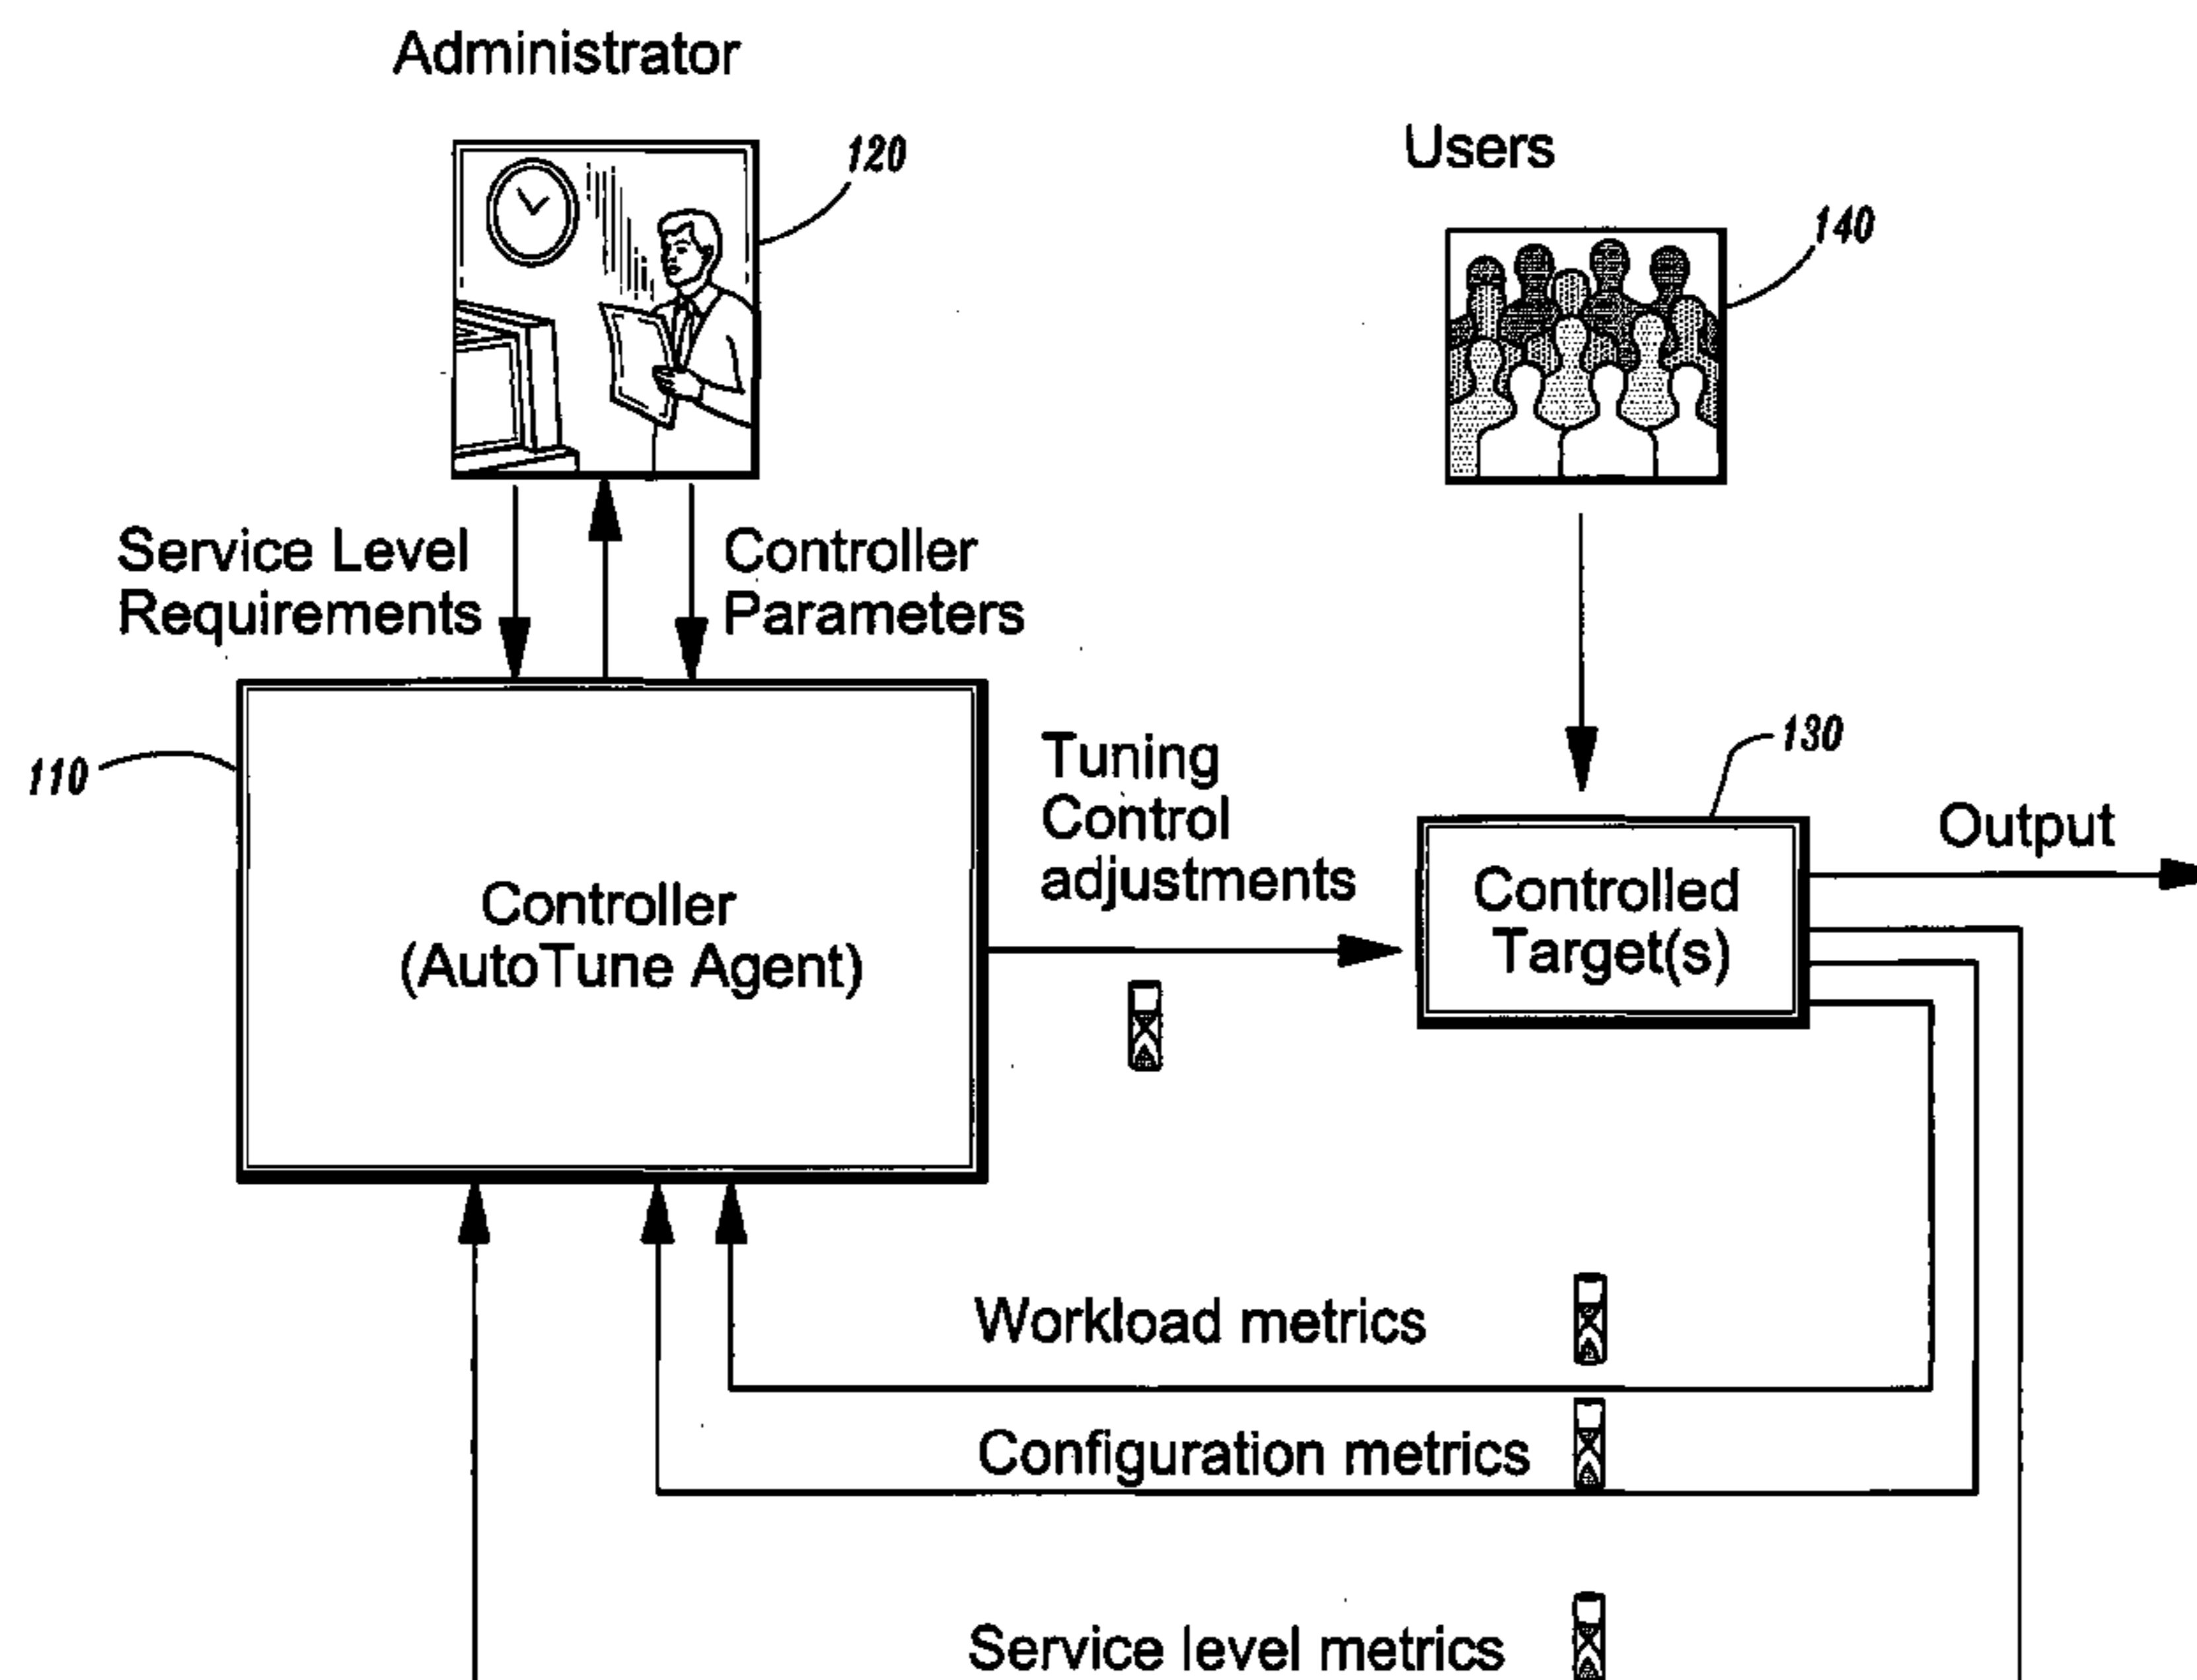 Administrator
120
Users
140
Service Level
Requirements
Controller
Parameters
110
Tuning
Control
adjustments
130
Output
Controller
(AutoTune Agent)
Controlled
Target(s)
Workload metrics
Configuration metrics
Service level metrics